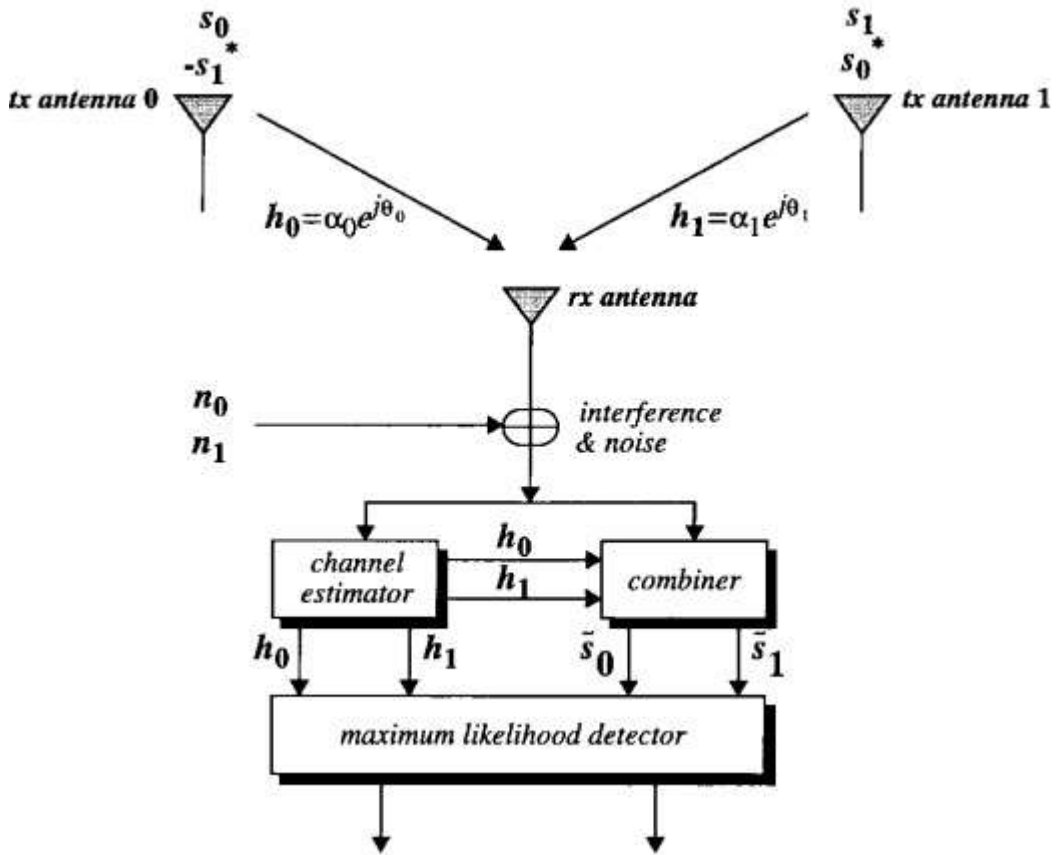 s₀ s₁
-s₁* s₀*
tx antenna 0 tx antenna 1
h₀=α₀e^{jθ₀} h₁=α₁e^{jθ₁}
rx antenna
n₀ interference
n₁ & noise
channel
estimator
h₀
h₁
combiner
h₀ h₁ s̃₀ s̃₁
maximum likelihood detector